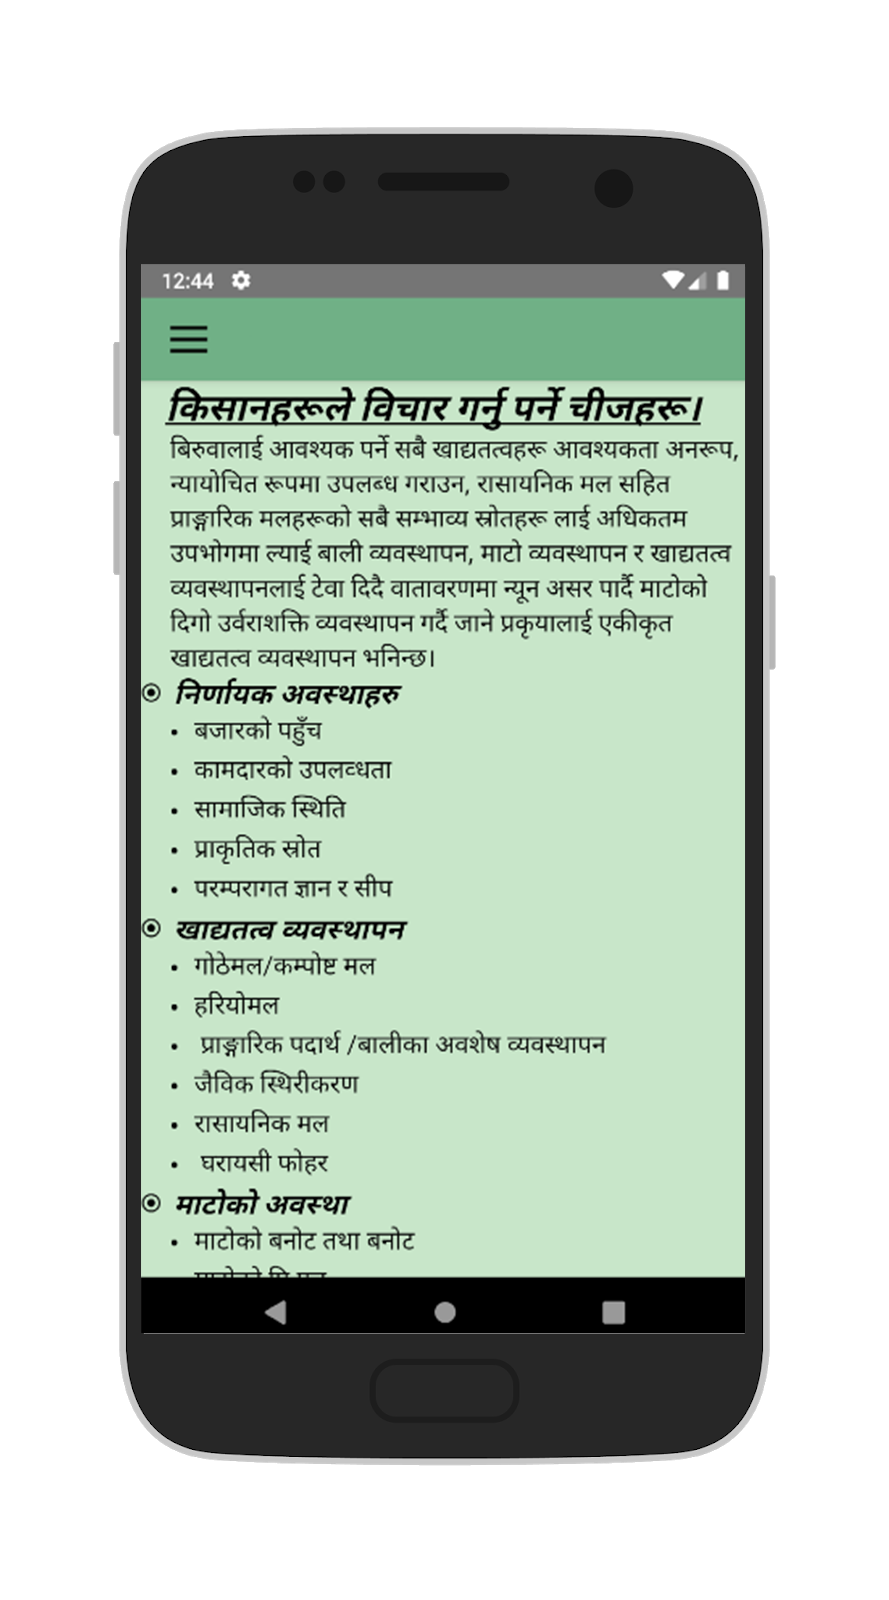 12:44
किसानहरूले विचार गर्नु पर्ने चीजहरू।
बिरुवालाई आवश्यक पर्ने सबै खाद्यतत्वहरू आवश्यकता अनरूप,
न्यायोचित रूपमा उपलब्ध गराउन, रासायनिक मल सहित
प्राङ्गारिक मलहरूको सबै सम्भाव्य स्रोतहरू लाई अधिकतम
उपभोगमा ल्याई बाली व्यवस्थापन, माटो व्यवस्थापन र खाद्यतत्व
व्यवस्थापनलाई टेवा दिदै वातावरणमा न्यून असर पार्दै माटोको
दिगो उर्वराशक्ति व्यवस्थापन गर्दै जाने प्रकृयालाई एकीकृत
खाद्यतत्व व्यवस्थापन भनिन्छ।
निर्णायक अवस्थाहरु
• बजारको पहुँच
• कामदारको उपलव्धता
• सामाजिक स्थिति
• प्राकृतिक स्रोत
• परम्परागत ज्ञान र सीप
खाद्यतत्व व्यवस्थापन
• गोठेमल/कम्पोष्ट मल
• हरियोमल
• प्राङ्गारिक पदार्थ /बालीका अवशेष व्यवस्थापन
• जैविक स्थिरीकरण
• रासायनिक मल
• घरायसी फोहर
माटोको अवस्था
• माटोको बनोट तथा बनोट